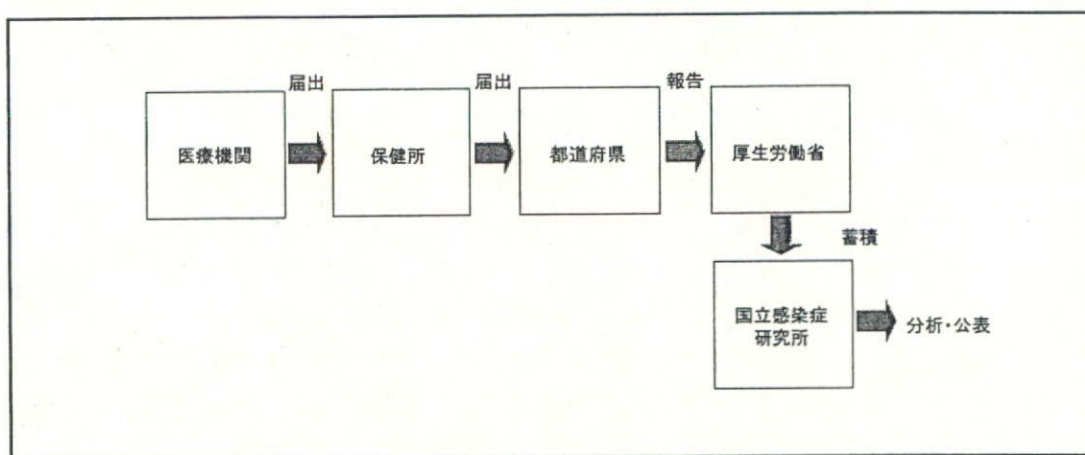 届出
届出
報告
医療機関
保健所
都道府県
厚生労働省
蓄積
国立感染症
研究所
分析・公表